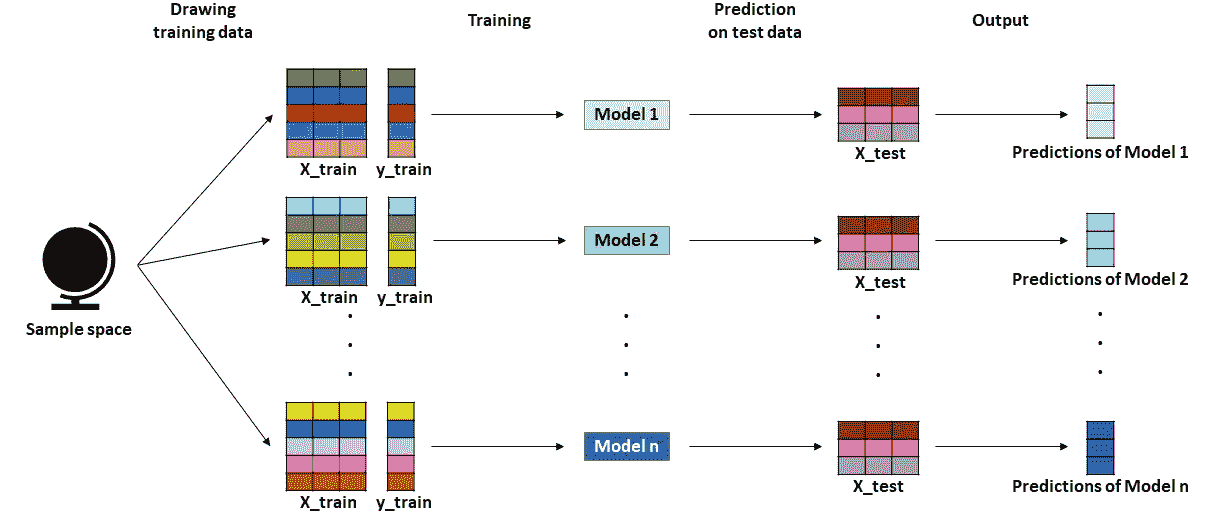 Drawing
training data
Training
Prediction
on test data
Output
X_train
y_train
Model 1
X_test
Predictions of Model 1
Sample space
X_train
y_train
Model 2
X_test
Predictions of Model 2
X_train
y_train
Model n
X_test
Predictions of Model n